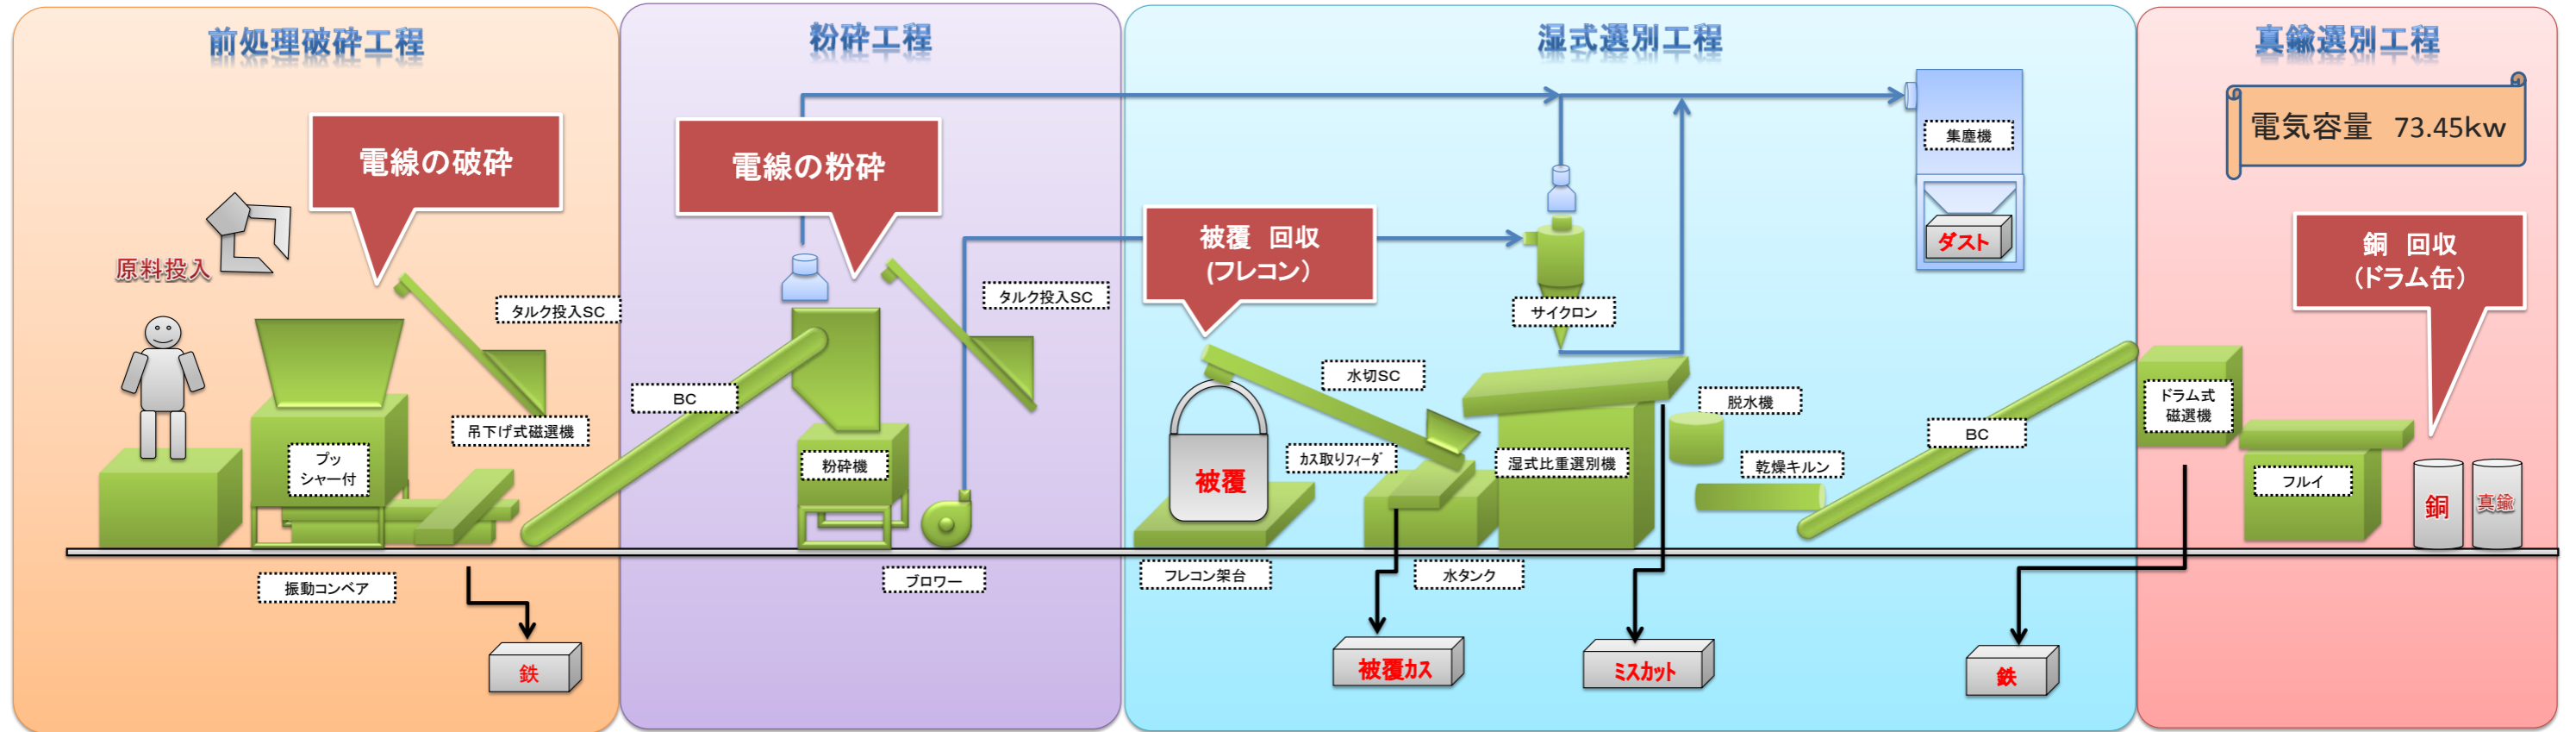 前処理破砕工程
粉砕工程
湿式選別工程
真鍮選別工程
電気容量 73.45kw
電線の破砕
電線の粉砕
被覆 回収
(フレコン)
銅 回収
(ドラム缶)
原料投入
タルク投入SC
タルク投入SC
集塵機
ダスト
サイクロン
水切SC
BC
吊下げ式磁選機
プッ
シャー付
粉砕機
被覆
カス取りフィーダ
湿式比重選別機
脱水機
乾燥キルン
BC
ドラム式
磁選機
フルイ
銅
真鍮
振動コンベア
ブロワー
フレコン架台
水タンク
鉄
被覆カス
ミスカット
鉄